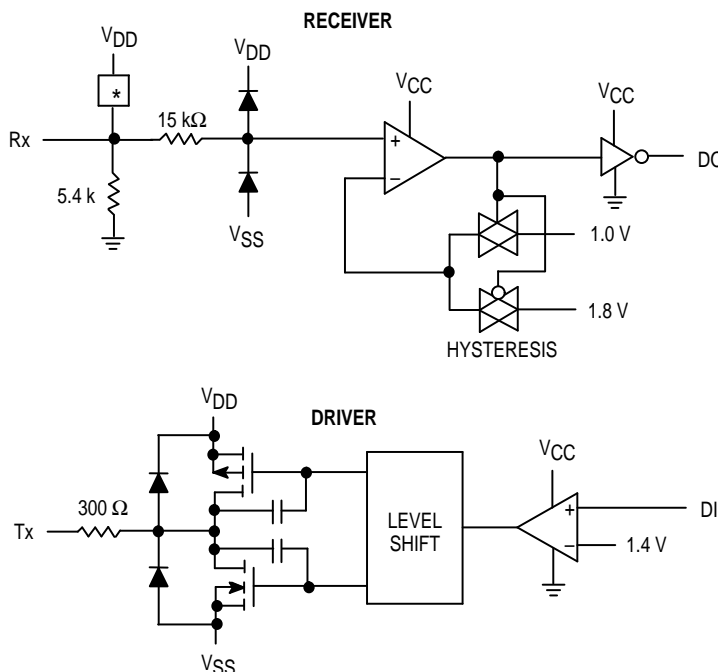 RECEIVER
VDD
*
VDD
Rx
15 kΩ
5.4 k
VSS
VCC
+
−
VCC
DO
1.0 V
1.8 V
HYSTERESIS
DRIVER
VDD
300 Ω
Tx
VSS
LEVEL
SHIFT
VCC
+
−
DI
1.4 V